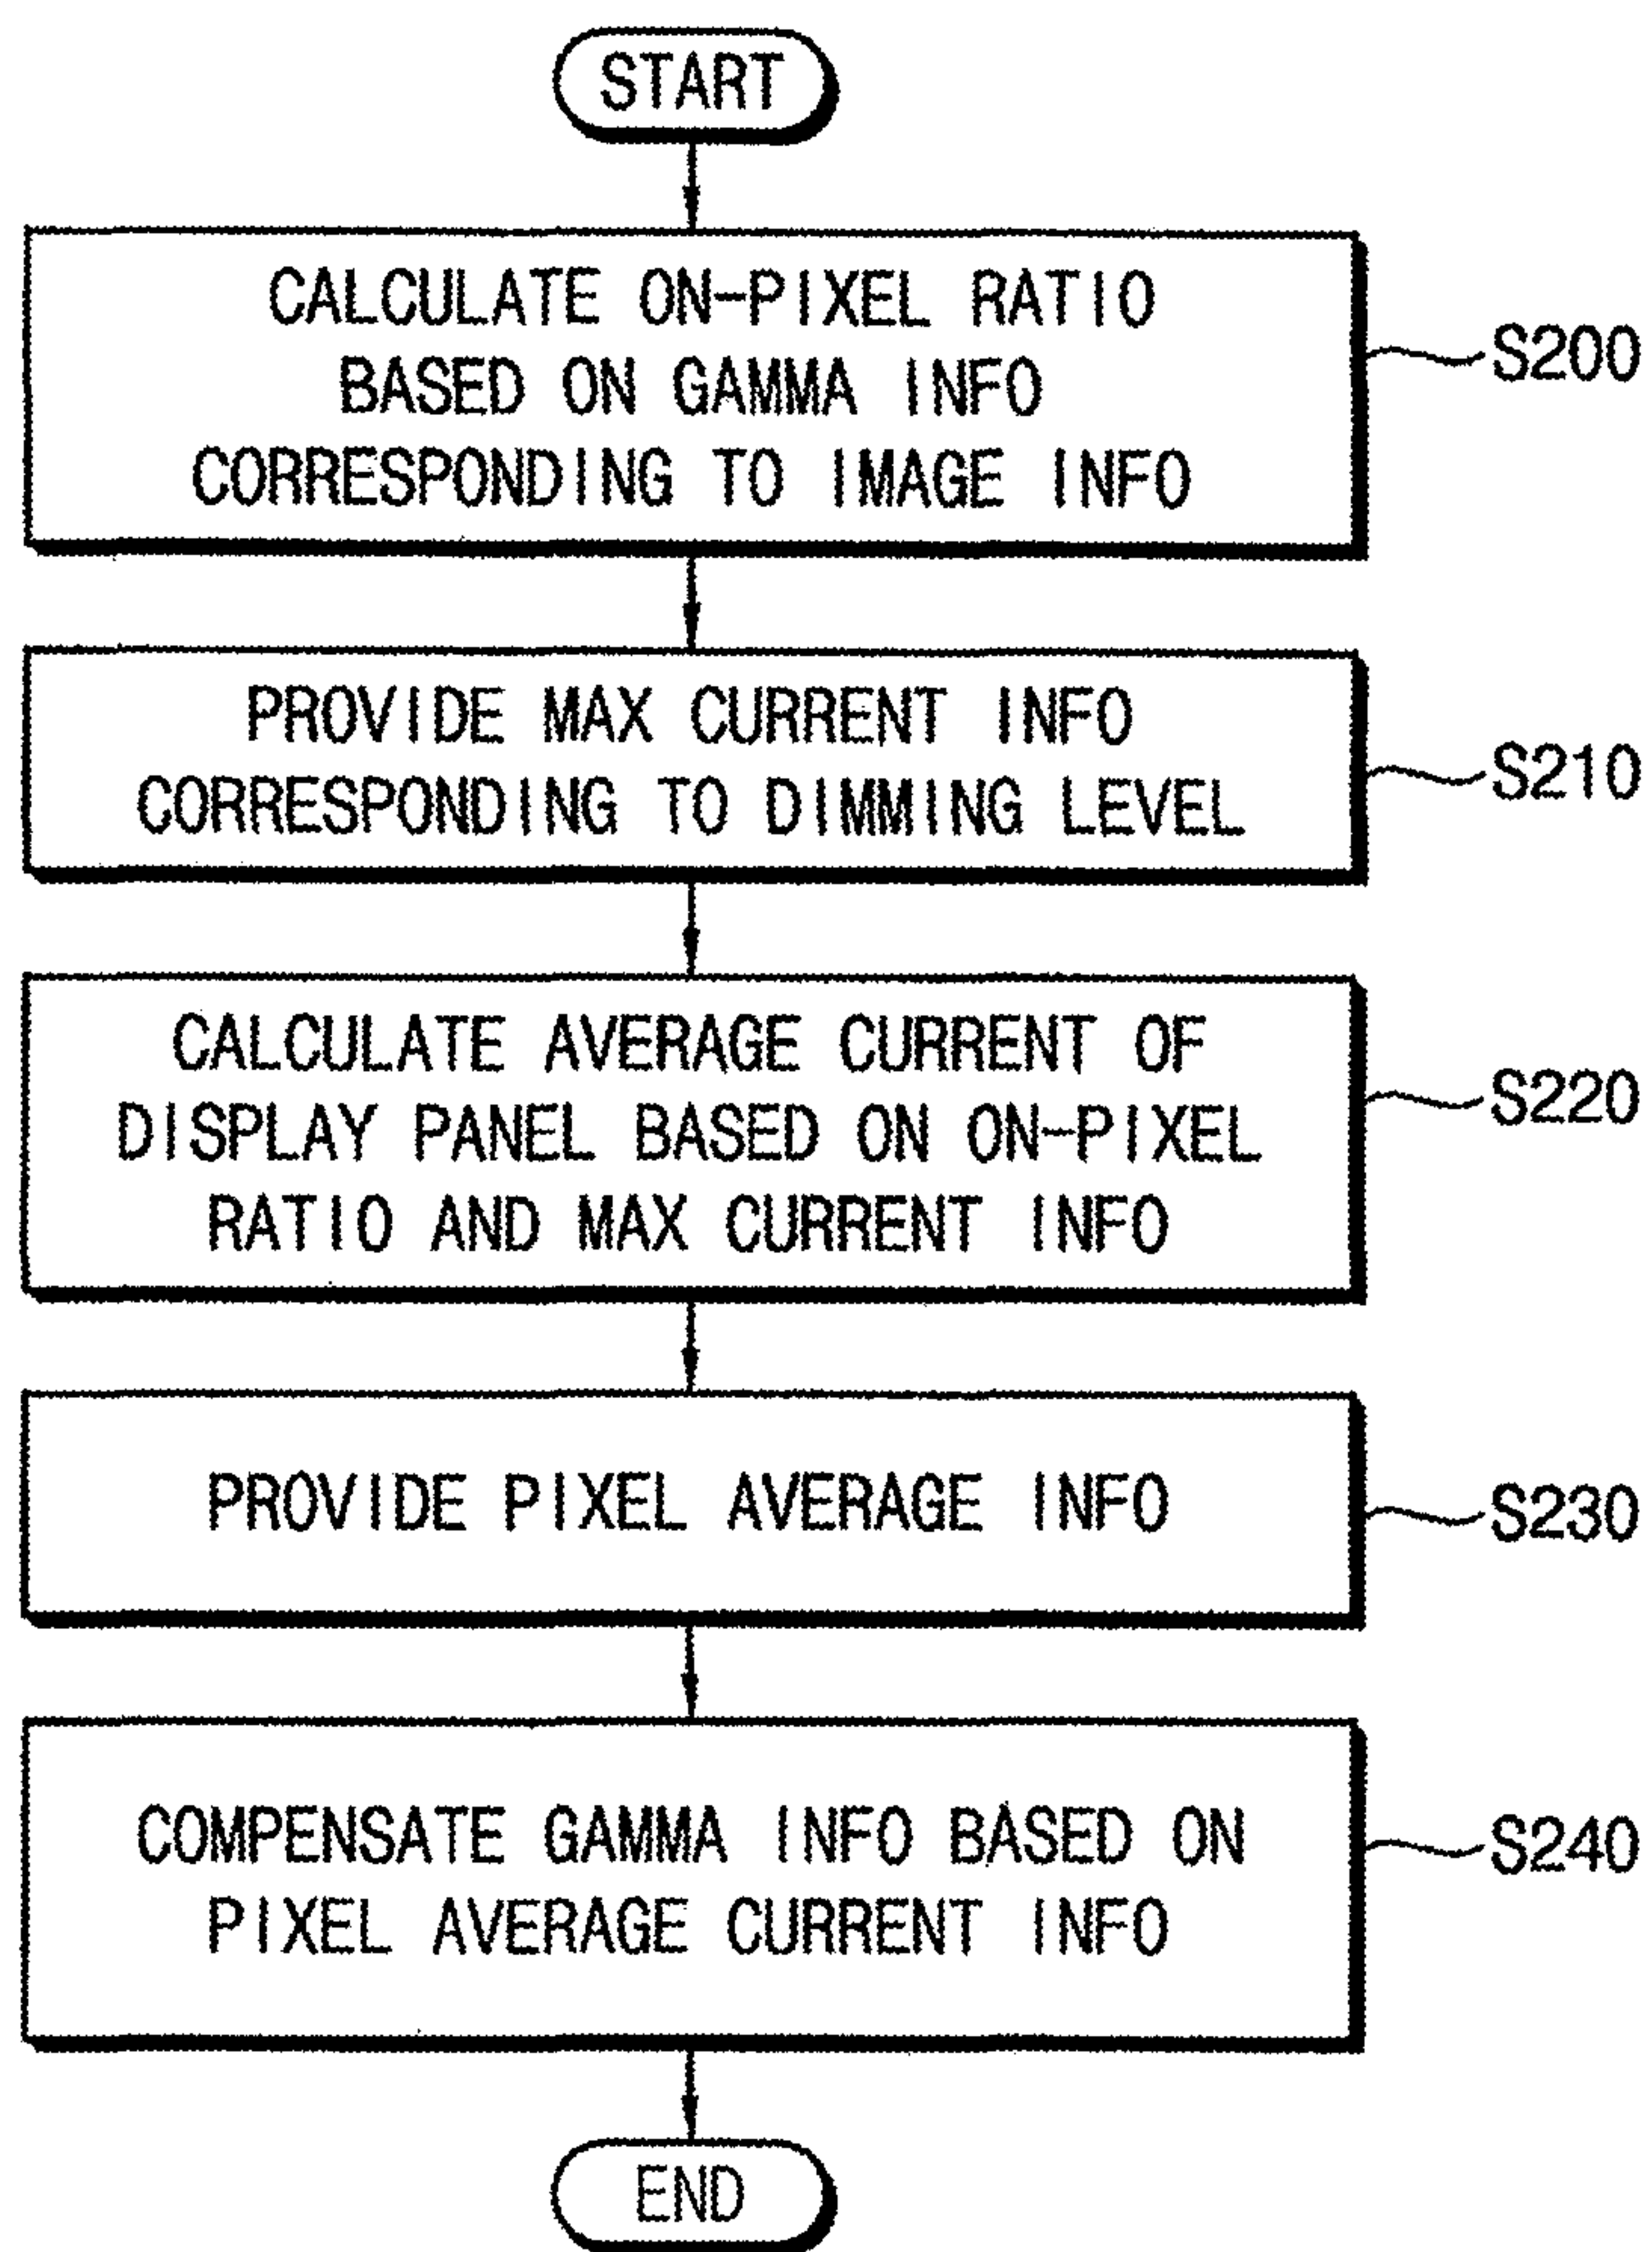 START
CALCULATE ON-PIXEL RATIO
BASED ON GAMMA INFO
CORRESPONDING TO IMAGE INFO
S200
PROVIDE MAX CURRENT INFO
CORRESPONDING TO DIMMING LEVEL
S210
CALCULATE AVERAGE CURRENT OF
DISPLAY PANEL BASED ON ON-PIXEL
RATIO AND MAX CURRENT INFO
S220
PROVIDE PIXEL AVERAGE INFO
S230
COMPENSATE GAMMA INFO BASED ON
PIXEL AVERAGE CURRENT INFO
S240
END